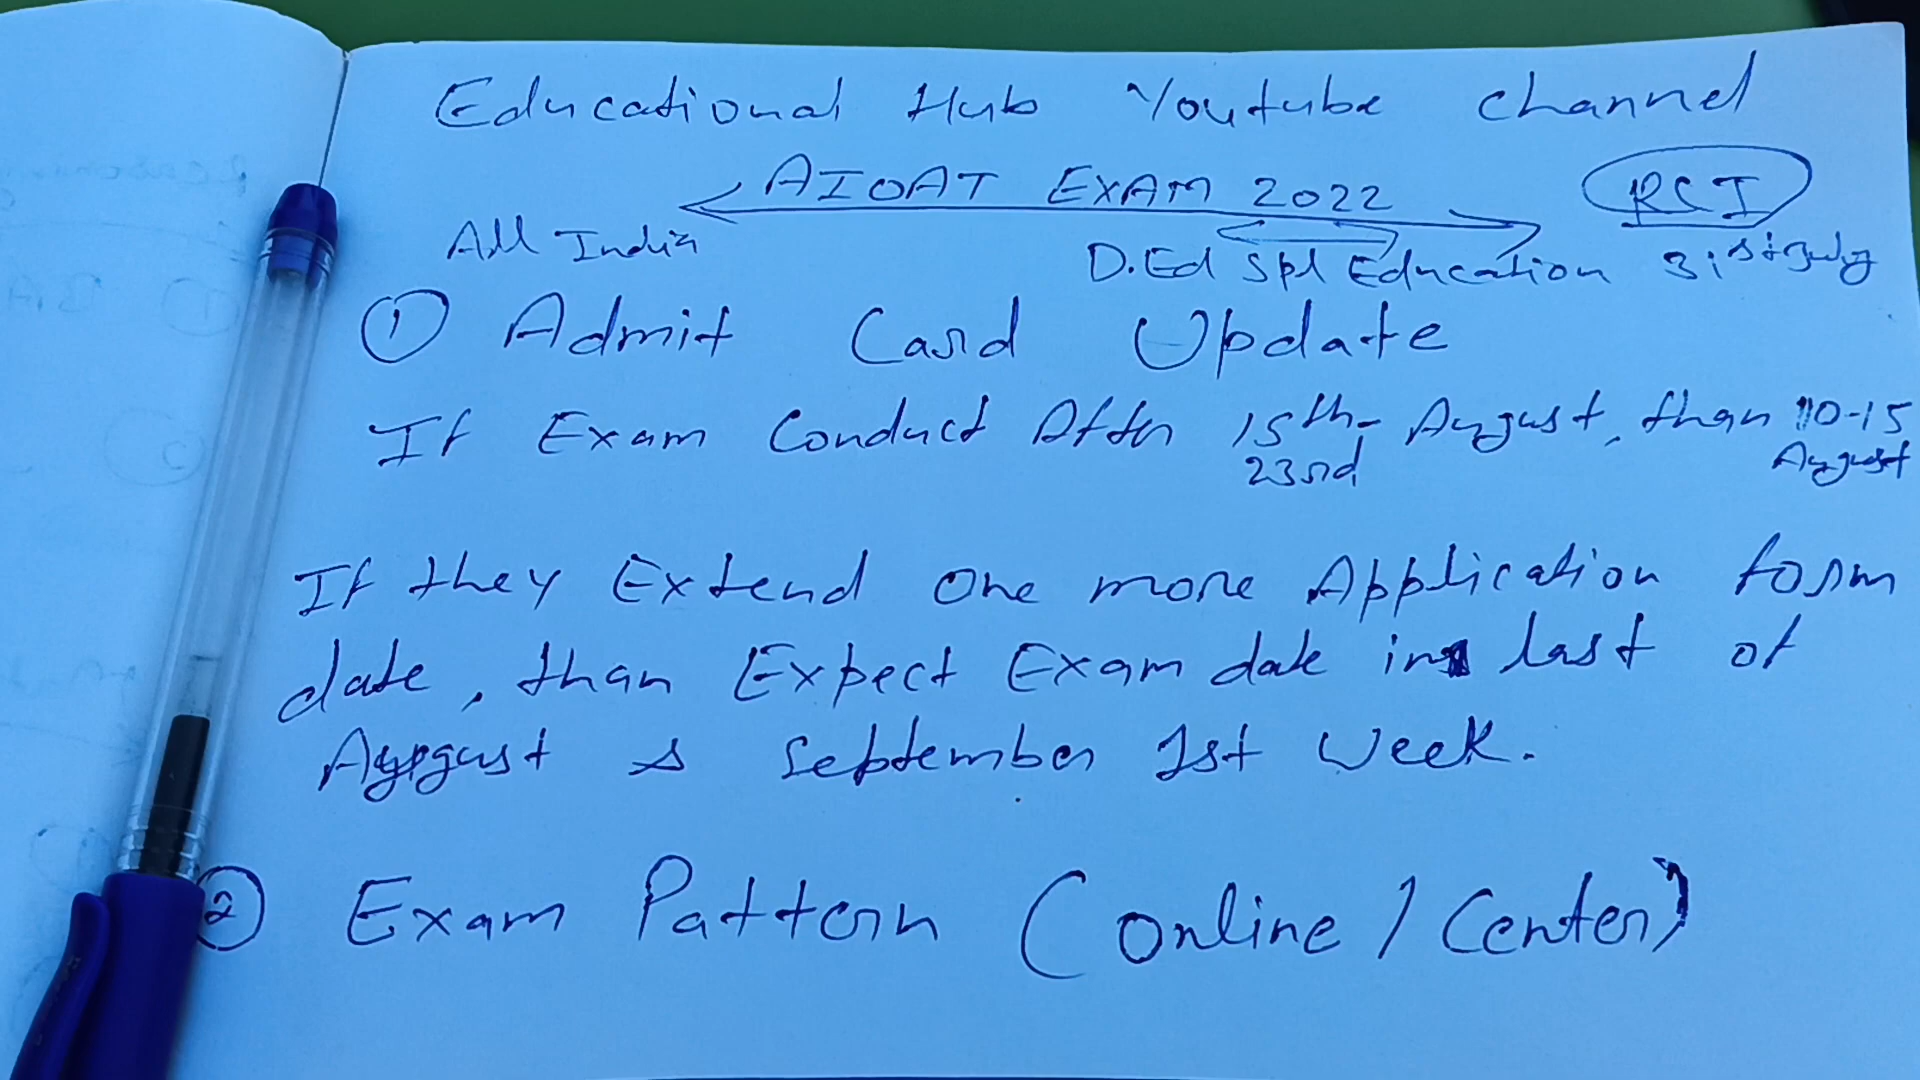 Educational Hub Youtube channel
AIOAT EXAM 2022 RCI
All India D.Ed Spl Education 31st July
① Admit Card Update
If Exam Conduct After 15th- August, than 10-15
23rd August
If they Extend one more Application form
date, than Expect Exam date in last of
August & September 1st week.
② Exam Pattern (Online / Center)